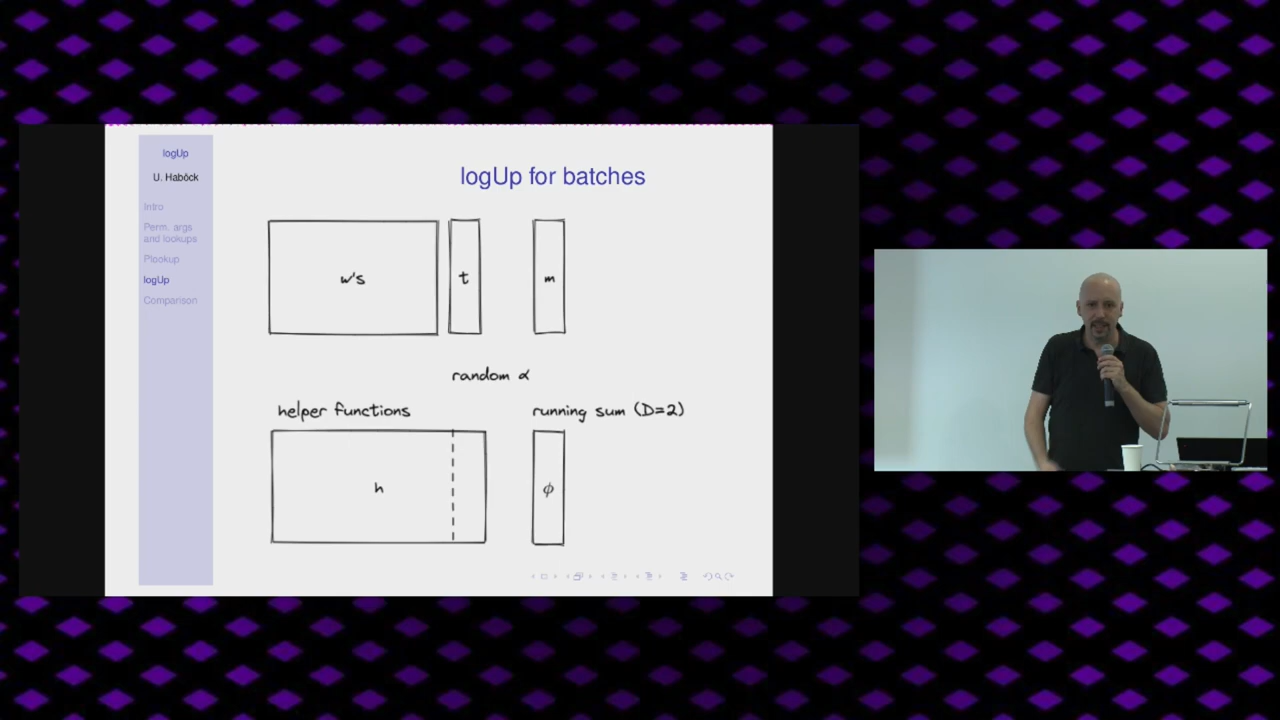 logUp
U. Haböck
Intro
Perm. args
and lookups
Plookup
logUp
Comparison
logUp for batches
w's
t
m
random α
helper functions
running sum (D=2)
h
ϕ